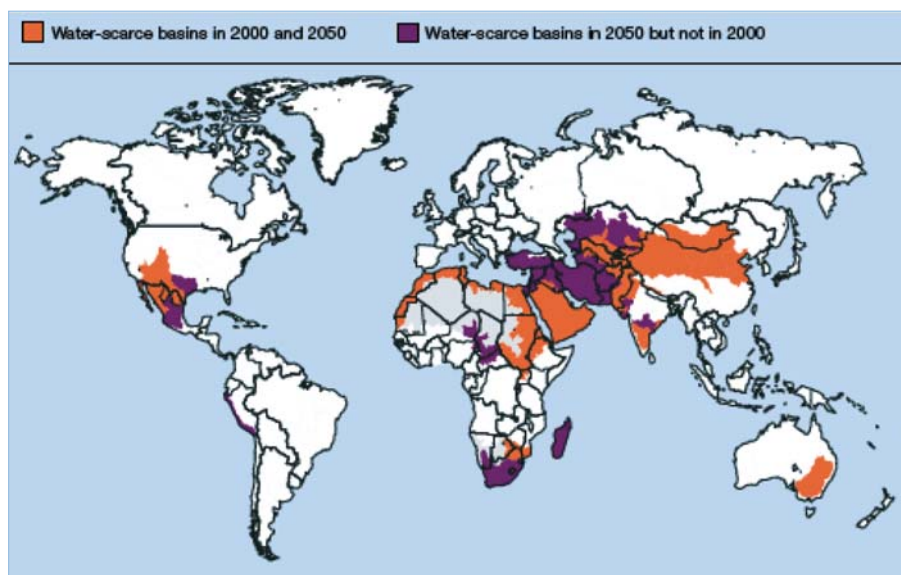 Water-scarce basins in 2000 and 2050
Water-scarce basins in 2050 but not in 2000